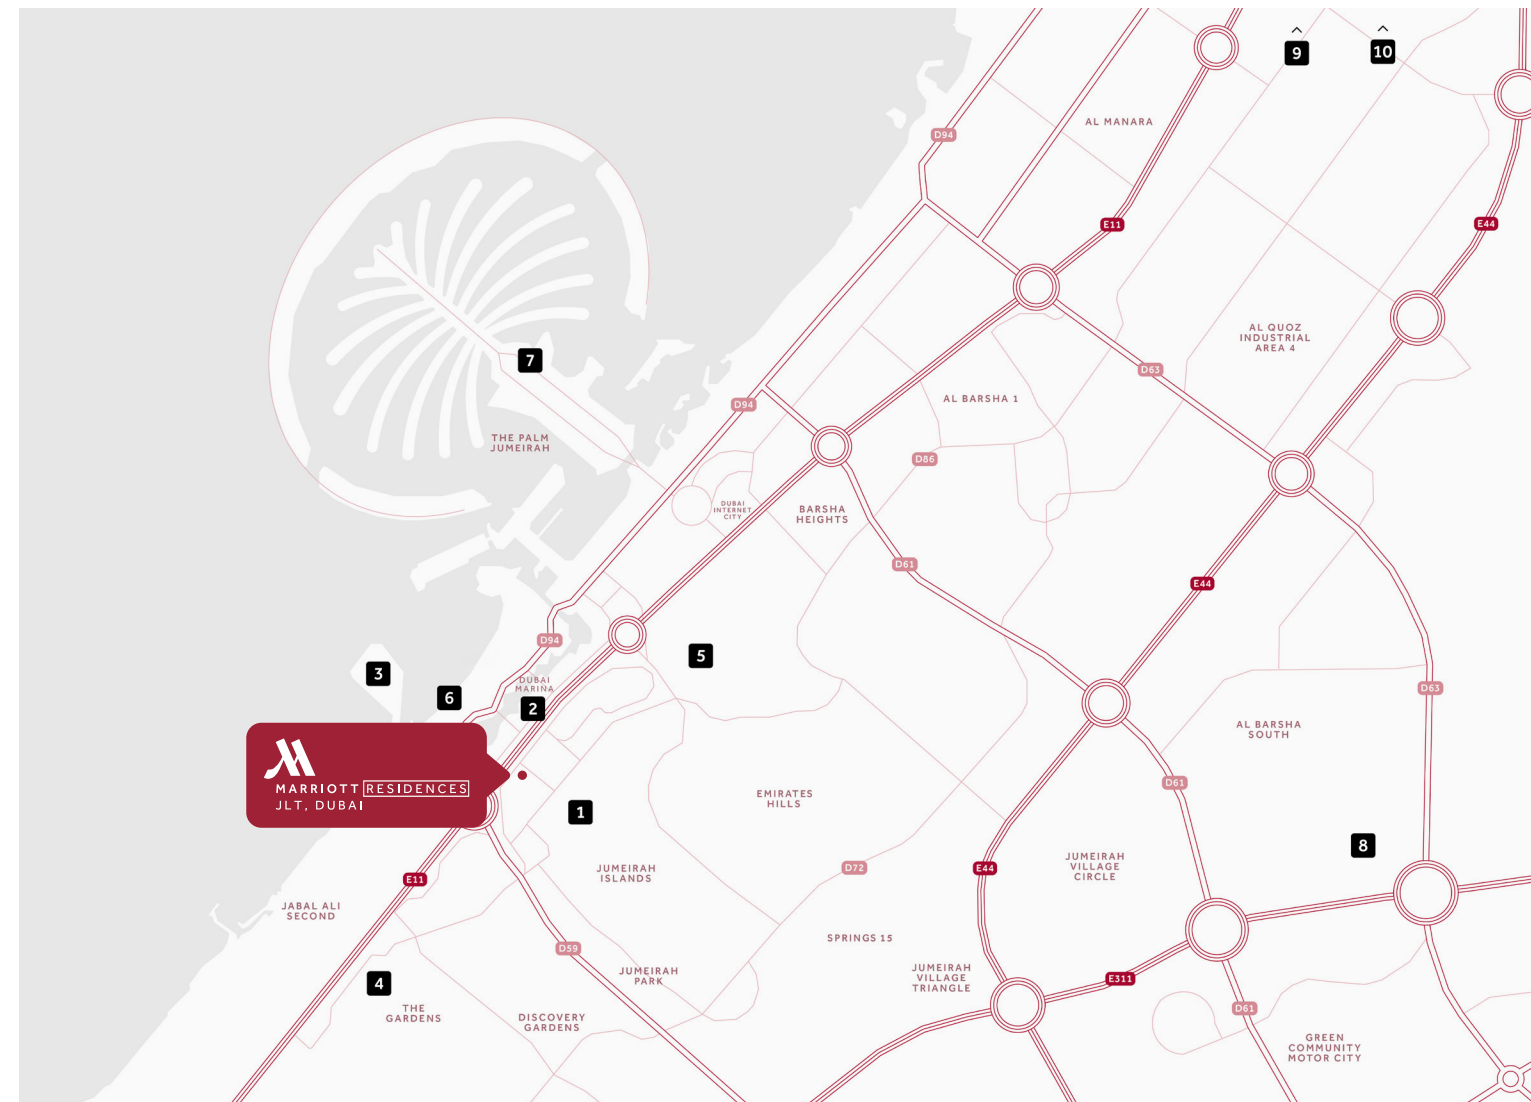 9
10
AL MANARA
D94
E11
E44
AL QUOZ
INDUSTRIAL
AREA 4
7
D63
D94
AL BARSHA 1
THE PALM
JUMEIRAH
D86
DUBAI
INTERNET
CITY
BARSHA
HEIGHTS
D61
E44
D94
5
3
DUBAI
MARINA
6
2
D63
AL BARSHA
SOUTH
MARRIOTT RESIDENCES
JLT, DUBAI
D61
EMIRATES
HILLS
1
8
JUMEIRAH
VILLAGE
CIRCLE
D72
E44
JUMEIRAH
ISLANDS
E11
JABAL ALI
SECOND
SPRINGS 15
D59
JUMEIRAH
PARK
JUMEIRAH
VILLAGE
TRIANGLE
E311
4
THE
GARDENS
DISCOVERY
GARDENS
D61
GREEN
COMMUNITY
MOTOR CITY